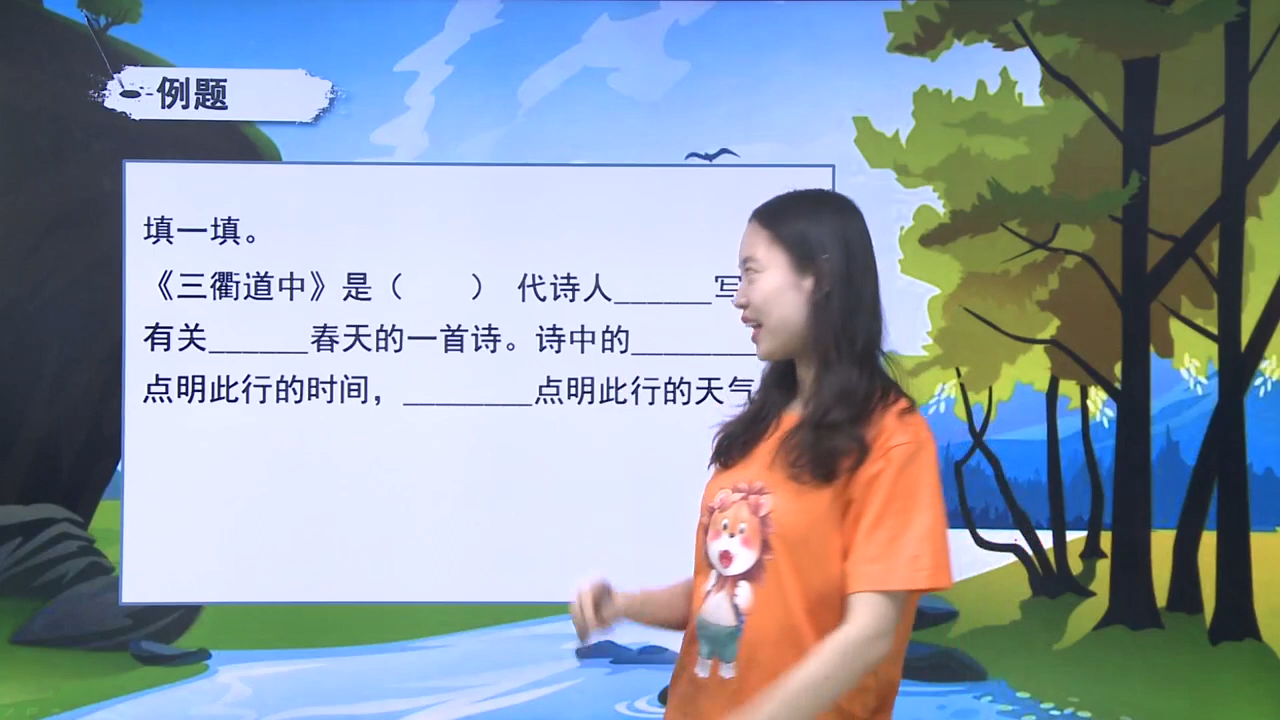 例题
填一填。
《三衢道中》是（  ） 代诗人______写
有关______春天的一首诗。诗中的________
点明此行的时间，________点明此行的天气